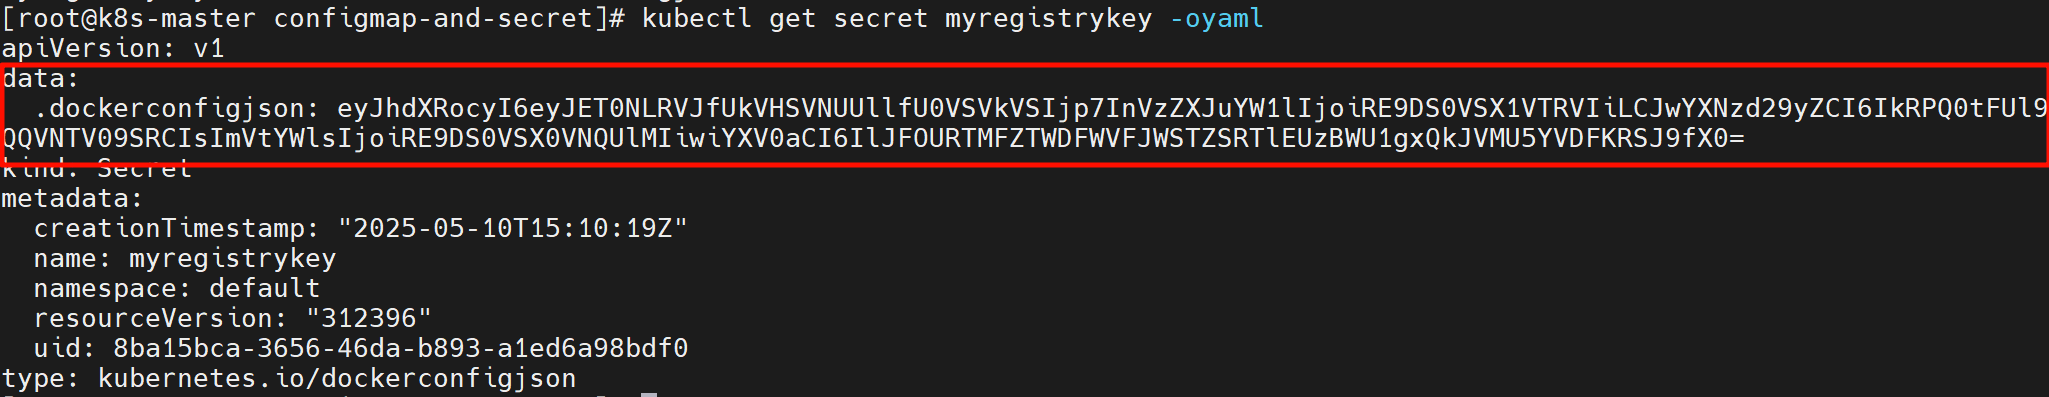 [root@k8s-master configmap-and-secret]# kubectl get secret myregistrykey -oyaml
apiVersion: v1
data:
  .dockerconfigjson: eyJhdXRocyI6eyJET0NLRVJfUkVHSVNUUllfU0VSVkVSIjp7InVzZXJuYW1lIjoiRE9DS0VSX1VTRVIiLCJwYXNzd29yZCI6IkRPQ0tFUl9
QQVNTV09SRCIsImVtYWlsIjoiRE9DS0VSX0VNQUlMIiwiYXV0aCI6IlJFOURTMFZTWDFWVFJWSTZSRTlEUzBWU1gxQkJVMU5YVDFKRSJ9fX0=
kind: Secret
metadata:
  creationTimestamp: "2025-05-10T15:10:19Z"
  name: myregistrykey
  namespace: default
  resourceVersion: "312396"
  uid: 8ba15bca-3656-46da-b893-a1ed6a98bdf0
type: kubernetes.io/dockerconfigjson